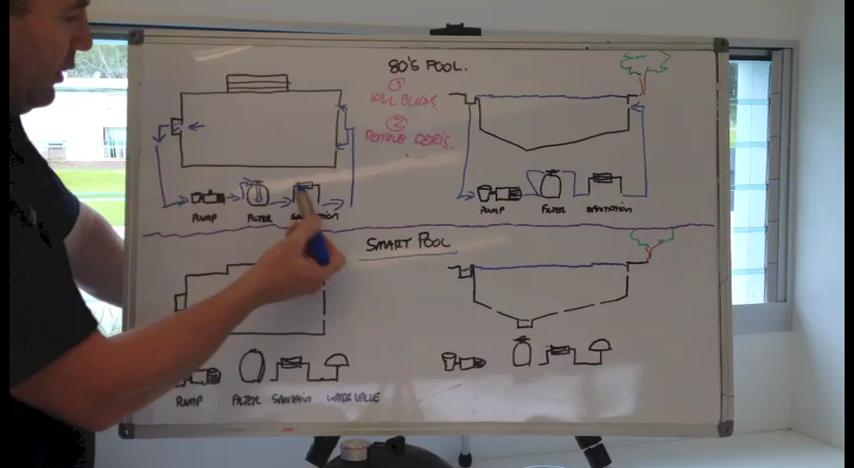 80'S POOL.
①
KILL BUGS.
②
REMOVE DEBRIS.
PUMP FILTER SANITATION
PUMP FILTER SANITATION
SMART POOL
PUMP FILTER SANITATION WATER VALVE